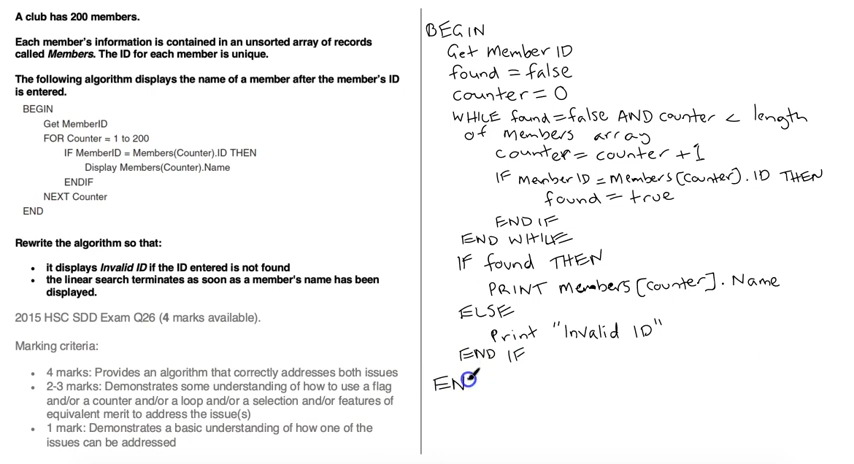 A club has 200 members.
Each member's information is contained in an unsorted array of records
called Members. The ID for each member is unique.
The following algorithm displays the name of a member after the member's ID
is entered.
BEGIN
Get MemberID
FOR Counter = 1 to 200
IF MemberID = Members(Counter).ID THEN
Display Members(Counter).Name
ENDIF
NEXT Counter
END
Rewrite the algorithm so that:
• it displays Invalid ID if the ID entered is not found
• the linear search terminates as soon as a member's name has been
displayed.
2015 HSC SDD Exam Q26 (4 marks available).
Marking criteria:
• 4 marks: Provides an algorithm that correctly addresses both issues
• 2-3 marks: Demonstrates some understanding of how to use a flag
and/or a counter and/or a loop and/or a selection and/or features of
equivalent merit to address the issue(s)
• 1 mark: Demonstrates a basic understanding of how one of the
issues can be addressed
BEGIN
Get Member ID
found = false
counter = 0
WHILE found = false AND counter < length
of Members array
counter = counter + 1
IF member ID = Members [counter]. ID THEN
found = true
END IF
END WHILE
IF found THEN
PRINT members [counter]. Name
ELSE
Print "Invalid ID"
END IF
EN